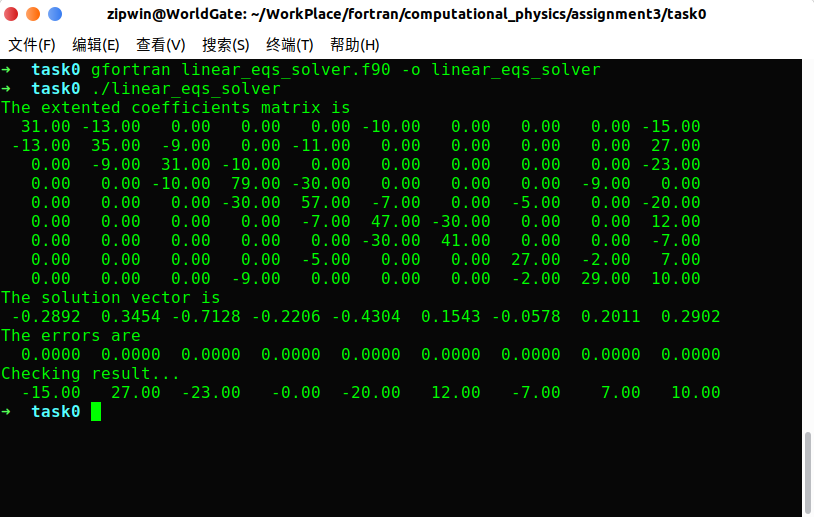 zipwin@WorldGate: ~/WorkPlace/fortran/computational_physics/assignment3/task0
文件(F) 编辑(E) 查看(V) 搜索(S) 终端(T) 帮助(H)
➜  task0 gfortran linear_eqs_solver.f90 -o linear_eqs_solver
➜  task0 ./linear_eqs_solver
The extented coefficients matrix is
  31.00 -13.00   0.00   0.00   0.00 -10.00   0.00   0.00   0.00 -15.00
 -13.00  35.00  -9.00   0.00 -11.00   0.00   0.00   0.00   0.00  27.00
   0.00  -9.00  31.00 -10.00   0.00   0.00   0.00   0.00   0.00 -23.00
   0.00   0.00 -10.00  79.00 -30.00   0.00   0.00   0.00  -9.00   0.00
   0.00   0.00   0.00 -30.00  57.00  -7.00   0.00  -5.00   0.00 -20.00
   0.00   0.00   0.00   0.00  -7.00  47.00 -30.00   0.00   0.00  12.00
   0.00   0.00   0.00   0.00   0.00 -30.00  41.00   0.00   0.00  -7.00
   0.00   0.00   0.00   0.00  -5.00   0.00   0.00  27.00  -2.00   7.00
   0.00   0.00   0.00  -9.00   0.00   0.00   0.00  -2.00  29.00  10.00
The solution vector is
 -0.2892  0.3454 -0.7128 -0.2206 -0.4304  0.1543 -0.0578  0.2011  0.2902
The errors are
  0.0000  0.0000  0.0000  0.0000  0.0000  0.0000  0.0000  0.0000  0.0000
Checking result...
  -15.00   27.00  -23.00   -0.00  -20.00   12.00   -7.00    7.00   10.00
➜  task0